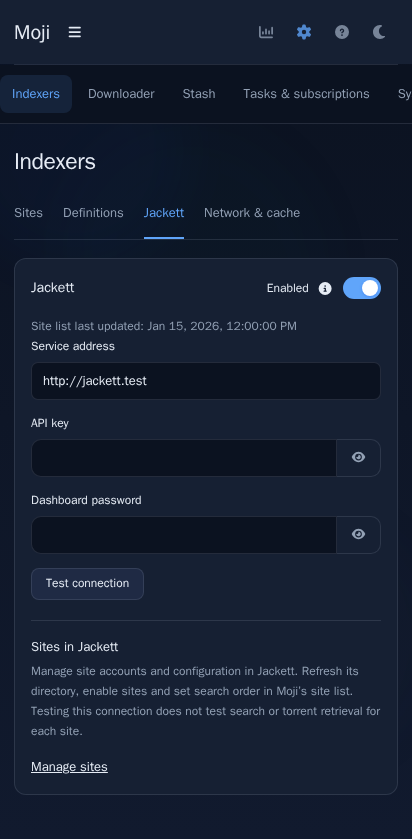 Moji
Indexers
Downloader
Stash
Tasks & subscriptions
Sy
Indexers
Sites
Definitions
Jackett
Network & cache
Jackett
Enabled
Site list last updated: Jan 15, 2026, 12:00:00 PM
Service address
http://jackett.test
API key
Dashboard password
Test connection
Sites in Jackett
Manage site accounts and configuration in Jackett. Refresh its
directory, enable sites and set search order in Moji's site list.
Testing this connection does not test search or torrent retrieval for
each site.
Manage sites